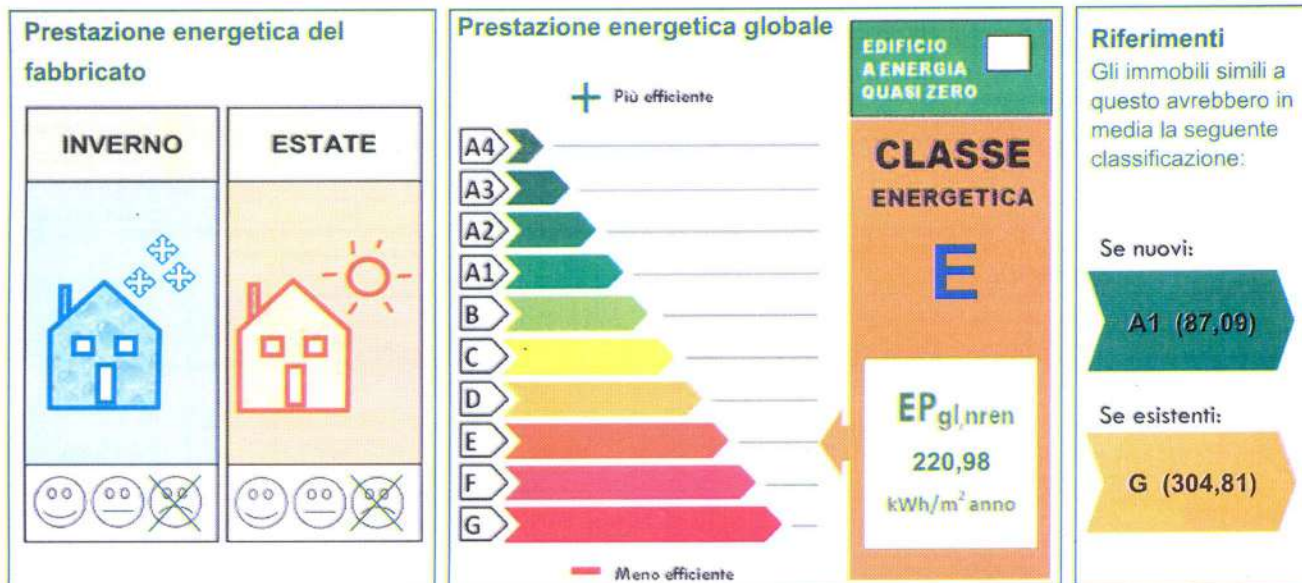 Prestazione energetica del
fabbricato
INVERNO
ESTATE
Prestazione energetica globale
+ Più efficiente
A4
A3
A2
A1
B
C
D
E
F
G
Meno efficiente
EDIFICIO
A ENERGIA
QUASI ZERO
CLASSE
ENERGETICA
E
EPgl,nren
220,98
kWh/m² anno
Riferimenti
Gli immobili simili a
questo avrebbero in
media la seguente
classificazione:
Se nuovi:
A1 (87,09)
Se esistenti:
G (304,81)